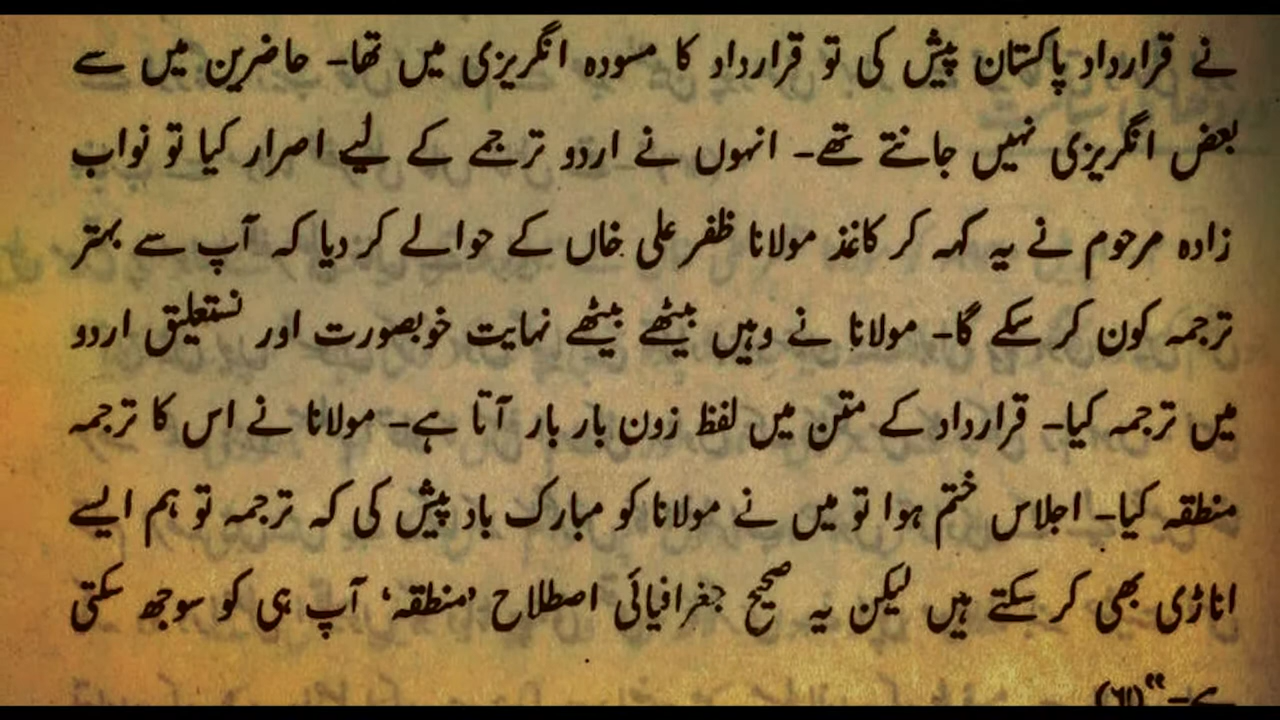 نے قرارداد پاکستان پیش کی تو قرارداد کا مسودہ انگریزی میں تھا۔ حاضرین میں سے
بعض انگریزی نہیں جانتے تھے۔ انہوں نے اردو ترجمے کے لیے اصرار کیا تو نواب
زادہ مرحوم نے یہ کہہ کر کاغذ مولانا ظفر علی خاں کے حوالے کر دیا کہ آپ سے بہتر
ترجمہ کون کر سکے گا۔ مولانا نے وہیں بیٹھے بیٹھے نہایت خوبصورت اور نستعلیق اردو
میں ترجمہ کیا۔ قرارداد کے متن میں لفظ زون بار بار آتا ہے۔ مولانا نے اس کا ترجمہ
منطقہ کیا۔ اجلاس ختم ہوا تو میں نے مولانا کو مبارک باد پیش کی کہ ترجمہ تو ہم ایسے
اناڑی بھی کر سکتے ہیں لیکن یہ صحیح جغرافیائی اصطلاح ’منطقہ‘ آپ ہی کو سوجھ سکتی
ہے۔“(۶۱)